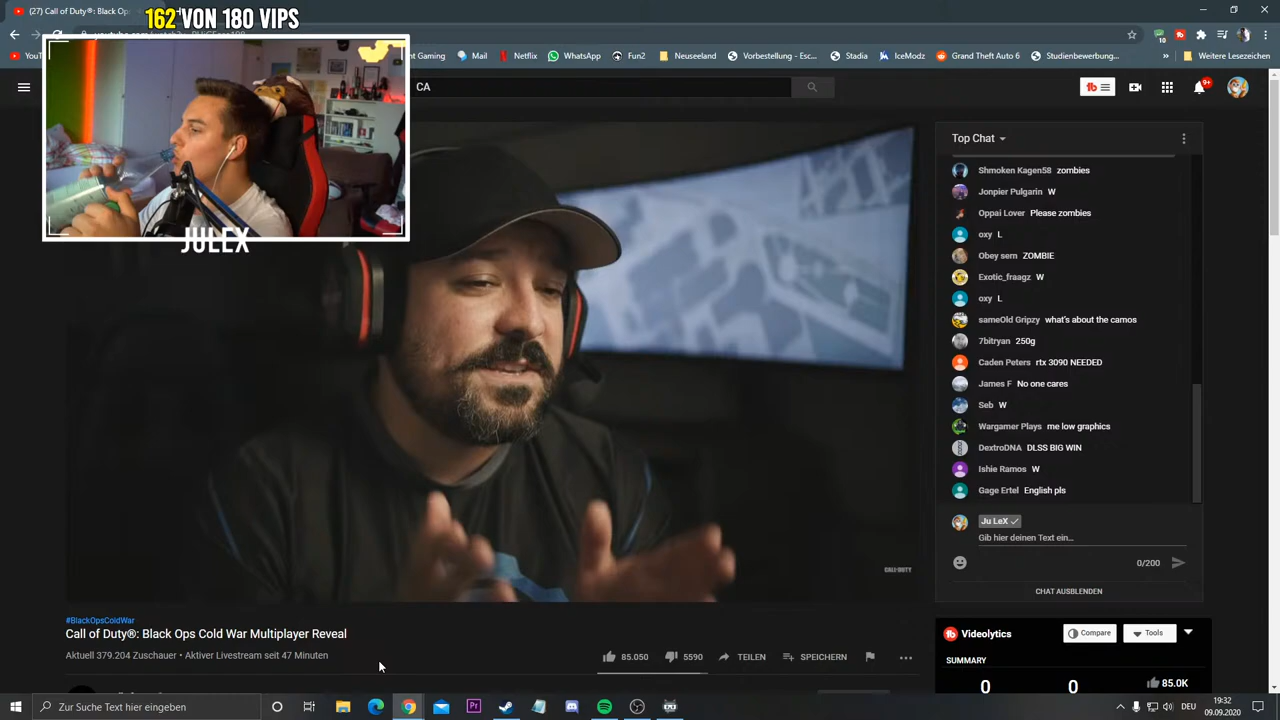 (27) Call of Duty®: Black Ops Cold
162 VON 180 VIPS
Gaming
Netflix
WhatsApp
Fun2
Neuseeland
Vorbestellung - Esc...
Stadia
IceModz
Grand Theft Auto 6
Studienbewerbung...
»
Weitere Lesezeichen
CA
9+
JULEX
Top Chat
Shmoken Kagen58 zombies
Jonpier Pulgarin W
Oppai Lover Please zombies
oxy L
Obey sem ZOMBIE
Exotic_fraagz W
oxy L
sameOld Gripzy what's about the camos
7bitryan 250g
Caden Peters rtx 3090 NEEDED
James F No one cares
Seb W
Wargamer Plays me low graphics
DextroDNA DLSS BIG WIN
Ishie Ramos W
Gage Ertel English pls
Ju LeX
Gib hier deinen Text ein...
0/200
CHAT AUSBLENDEN
CALL OF DUTY
#BlackOpsColdWar
Call of Duty®: Black Ops Cold War Multiplayer Reveal
Aktuell 379.204 Zuschauer • Aktiver Livestream seit 47 Minuten
85.050
5590
TEILEN
SPEICHERN
Videolytics
Compare
Tools
SUMMARY
0
0
85.0K
Zur Suche Text hier eingeben
DEU
19:32
09.09.2020